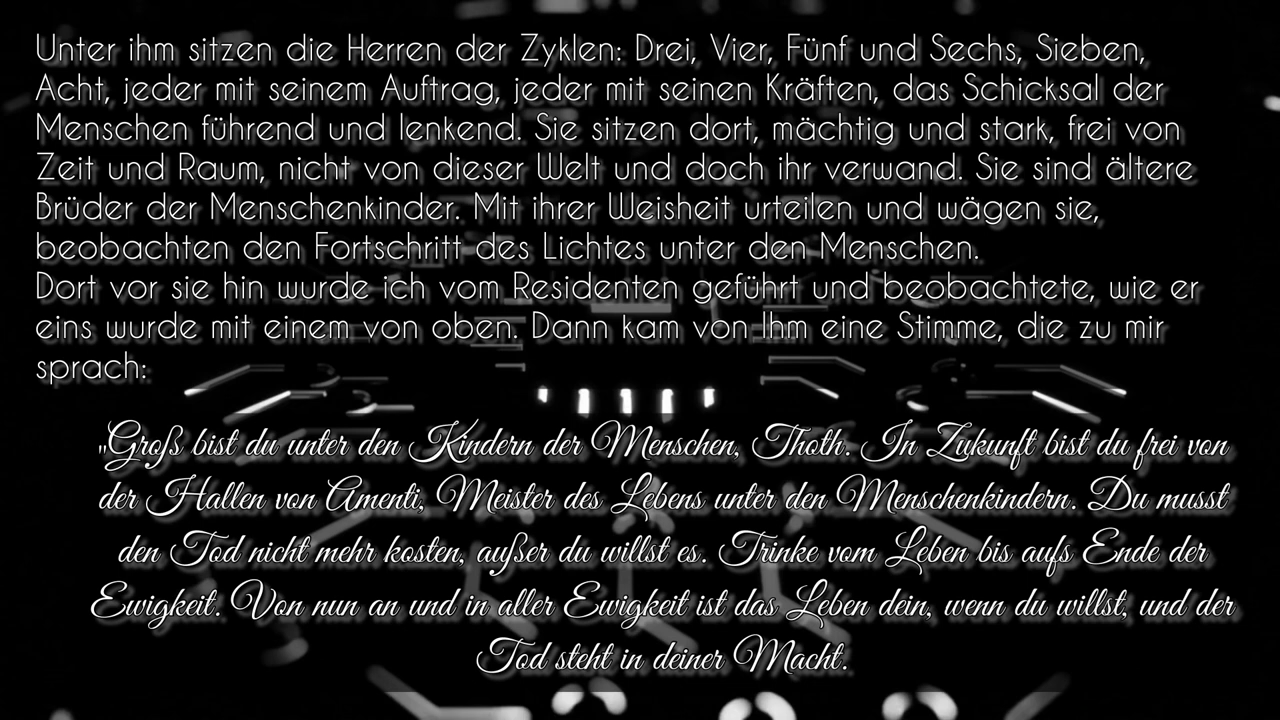 Unter ihm sitzen die Herren der Zyklen: Drei, Vier, Fünf und Sechs, Sieben,
Acht, jeder mit seinem Auftrag, jeder mit seinen Kräften, das Schicksal der
Menschen führend und lenkend. Sie sitzen dort, mächtig und stark, frei von
Zeit und Raum, nicht von dieser Welt und doch ihr verwand. Sie sind ältere
Brüder der Menschenkinder. Mit ihrer Weisheit urteilen und wägen sie,
beobachten den Fortschritt des Lichtes unter den Menschen.
Dort vor sie hin wurde ich vom Residenten geführt und beobachtete, wie er
eins wurde mit einem von oben. Dann kam von Ihm eine Stimme, die zu mir
sprach:
"Groß bist du unter den Kindern der Menschen, Thoth. In Zukunft bist du frei von
der Hallen von Amenti, Meister des Lebens unter den Menschenkindern. Du musst
den Tod nicht mehr kosten, außer du willst es. Trinke vom Leben bis aufs Ende der
Ewigkeit. Von nun an und in aller Ewigkeit ist das Leben dein, wenn du willst, und der
Tod steht in deiner Macht.